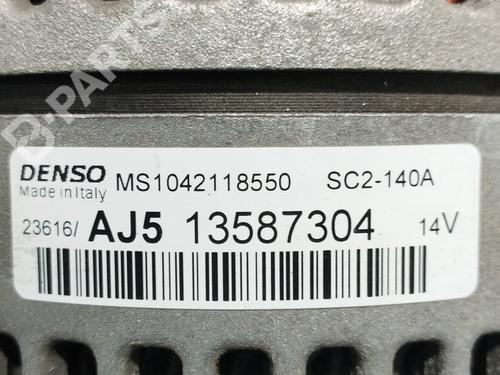 B-PARTS
DENSO MS1042118550 SC2-140A
Made in Italy
23616/ AJ5 13587304 14V